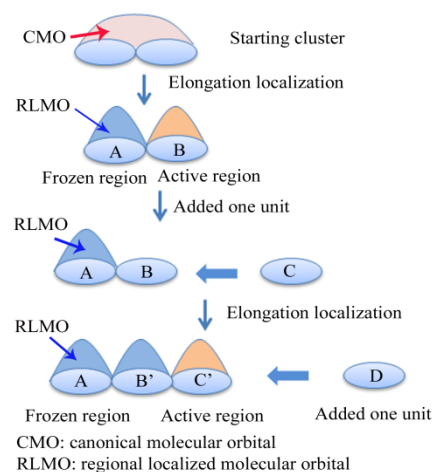 CMO
Starting cluster
Elongation localization
RLMO
A
B
Frozen region
Active region
Added one unit
RLMO
A
B
C
Elongation localization
RLMO
A
B'
C'
D
Frozen region
Active region
Added one unit
CMO: canonical molecular orbital
RLMO: regional localized molecular orbital